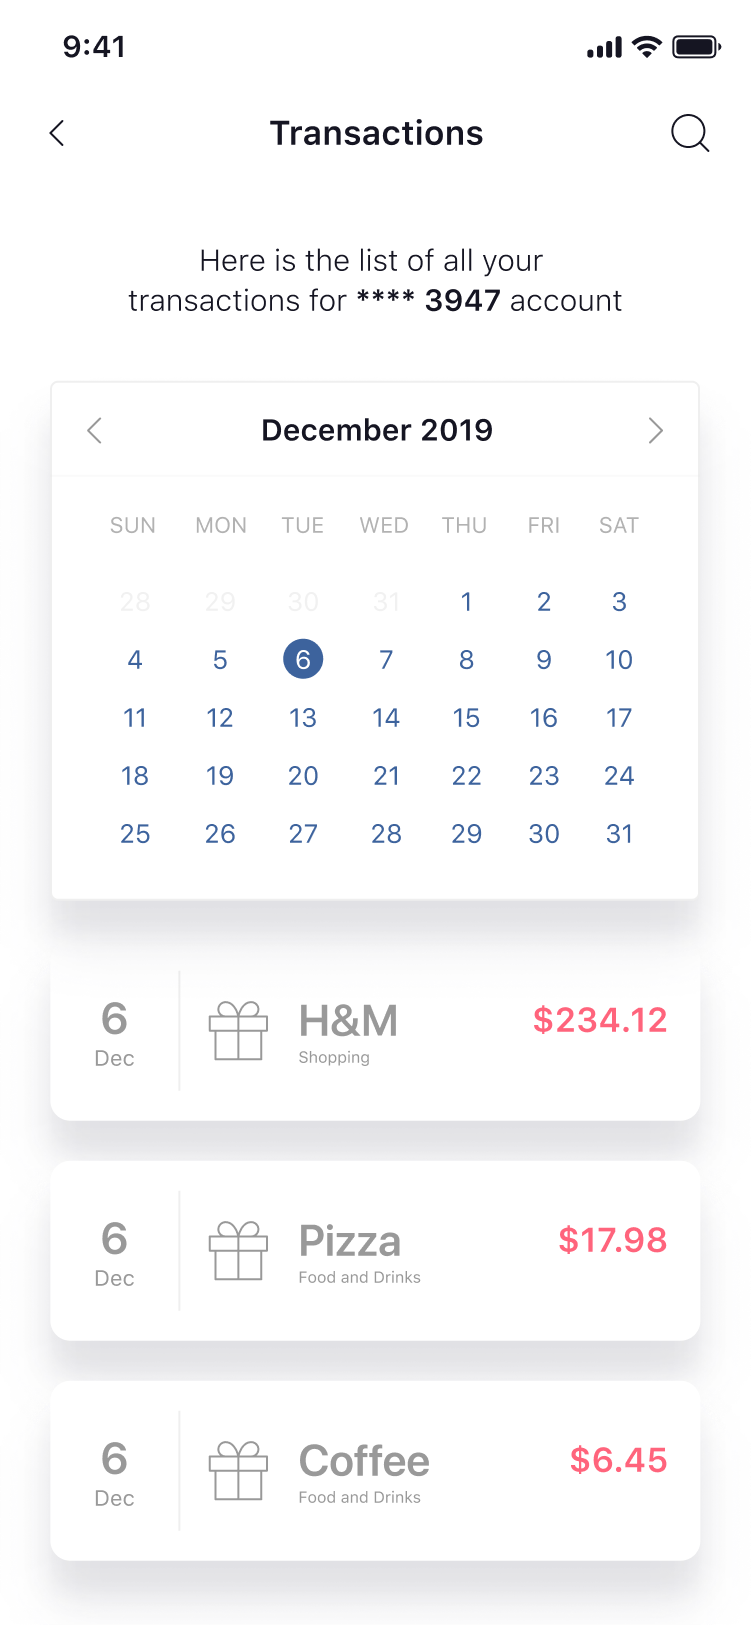 9:41
Transactions
Here is the list of all your
transactions for **** 3947 account
December 2019
SUN MON TUE WED THU FRI SAT
28 29 30 31 1 2 3
4 5 6 7 8 9 10
11 12 13 14 15 16 17
18 19 20 21 22 23 24
25 26 27 28 29 30 31
6 H&M $234.12
Dec Shopping
6 Pizza $17.98
Dec Food and Drinks
6 Coffee $6.45
Dec Food and Drinks